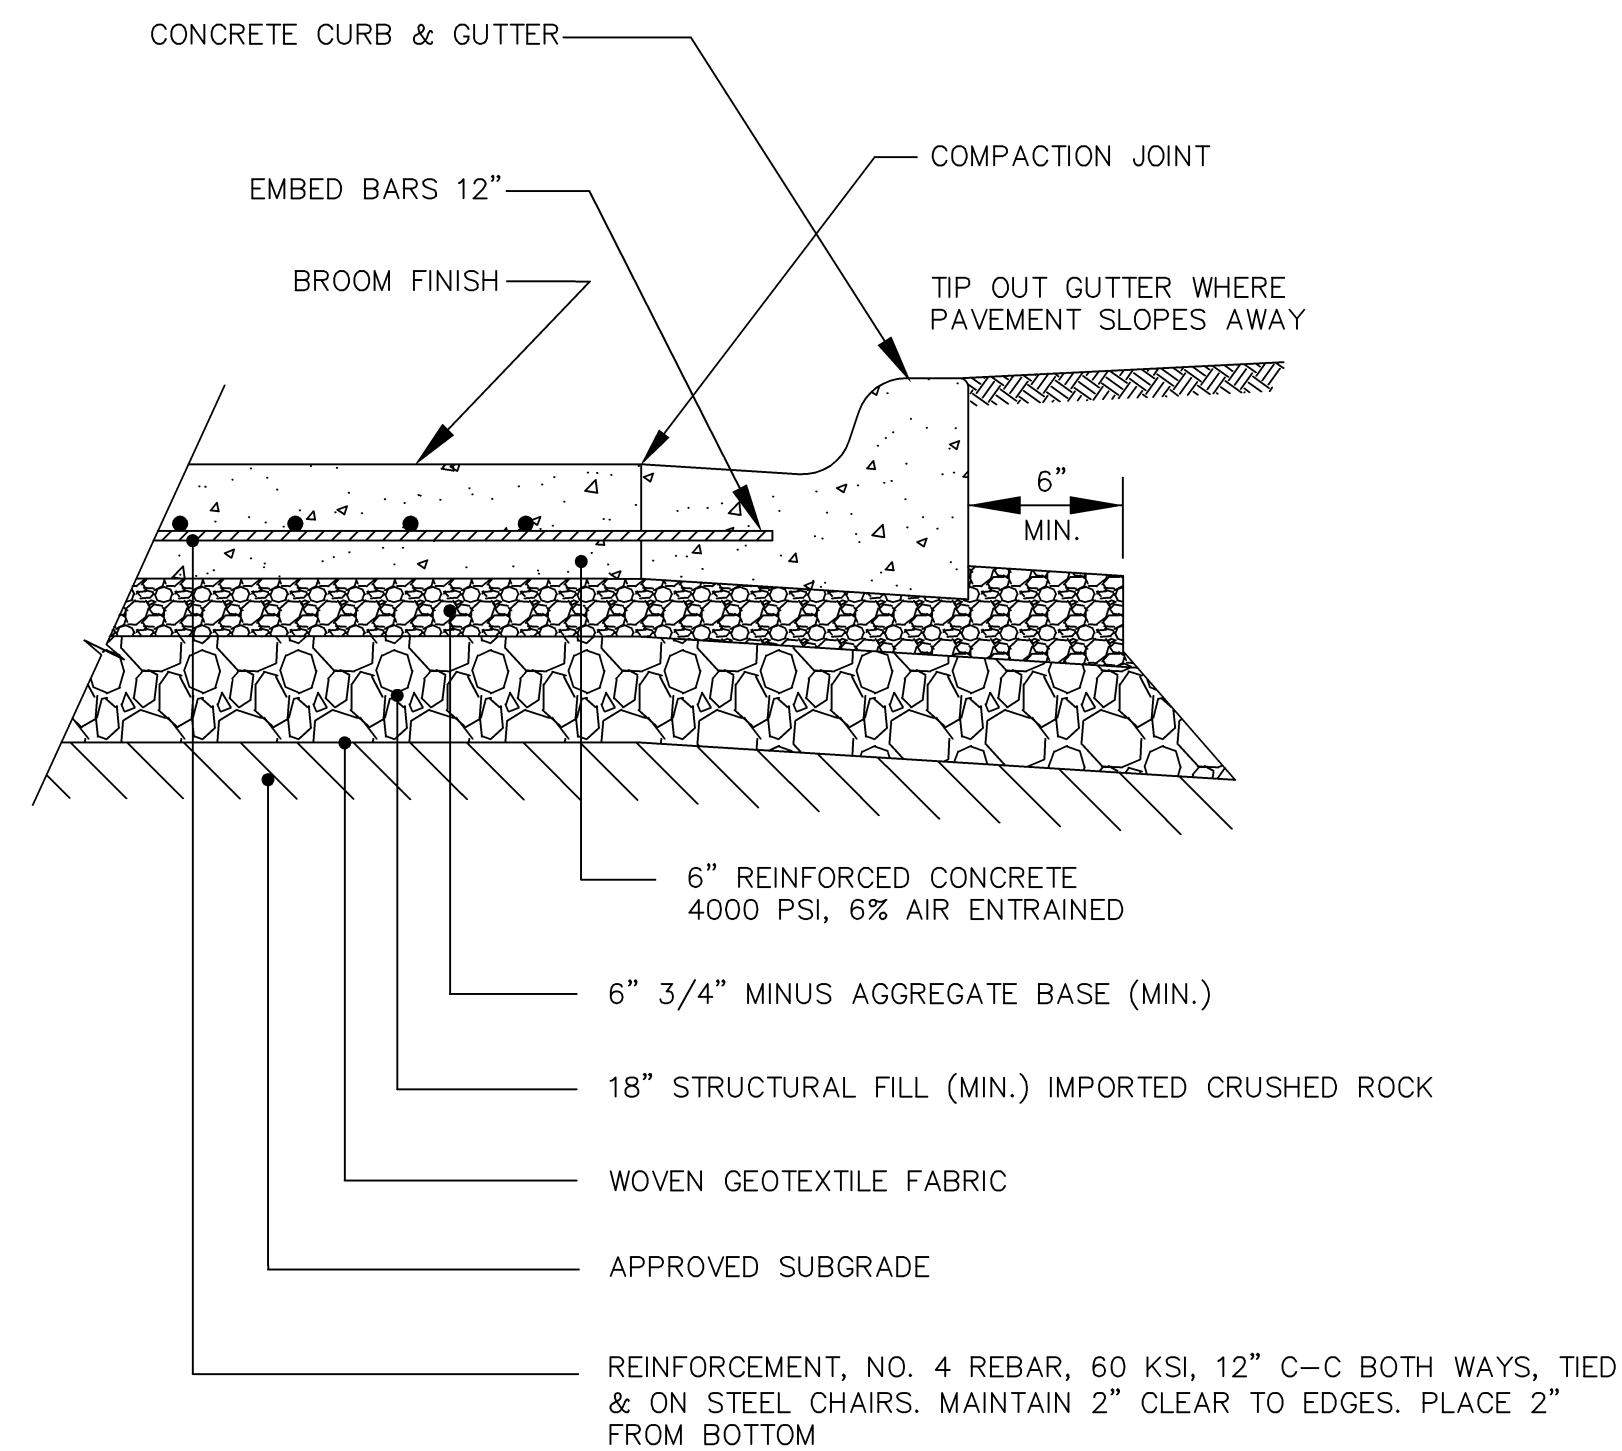 CONCRETE CURB & GUTTER
COMPACTION JOINT
EMBED BARS 12”
BROOM FINISH
TIP OUT GUTTER WHERE
PAVEMENT SLOPES AWAY
6”
MIN.
6” REINFORCED CONCRETE
4000 PSI, 6% AIR ENTRAINED
6” 3/4” MINUS AGGREGATE BASE (MIN.)
18” STRUCTURAL FILL (MIN.) IMPORTED CRUSHED ROCK
WOVEN GEOTEXTILE FABRIC
APPROVED SUBGRADE
REINFORCEMENT, NO. 4 REBAR, 60 KSI, 12” C–C BOTH WAYS, TIED
& ON STEEL CHAIRS. MAINTAIN 2” CLEAR TO EDGES. PLACE 2”
FROM BOTTOM